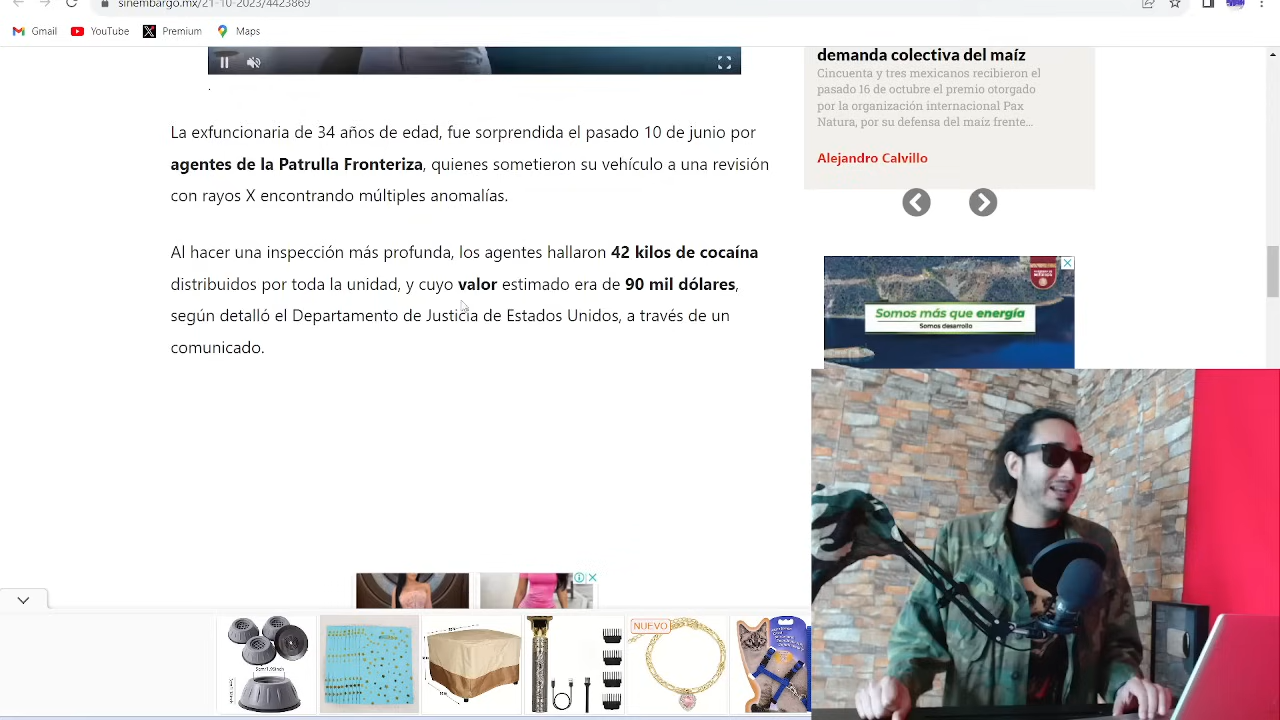 sinembargo.mx/21-10-2023/4423869
Gmail
YouTube
Premium
Maps
demanda colectiva del maíz
Cincuenta y tres mexicanos recibieron el
pasado 16 de octubre el premio otorgado
por la organización internacional Pax
Natura, por su defensa del maíz frente...
Alejandro Calvillo
La exfuncionaria de 34 años de edad, fue sorprendida el pasado 10 de junio por
agentes de la Patrulla Fronteriza, quienes sometieron su vehículo a una revisión
con rayos X encontrando múltiples anomalías.
Al hacer una inspección más profunda, los agentes hallaron 42 kilos de cocaína
distribuidos por toda la unidad, y cuyo valor estimado era de 90 mil dólares,
según detalló el Departamento de Justicia de Estados Unidos, a través de un
comunicado.
Somos más que energía
Somos desarrollo
NUEVO